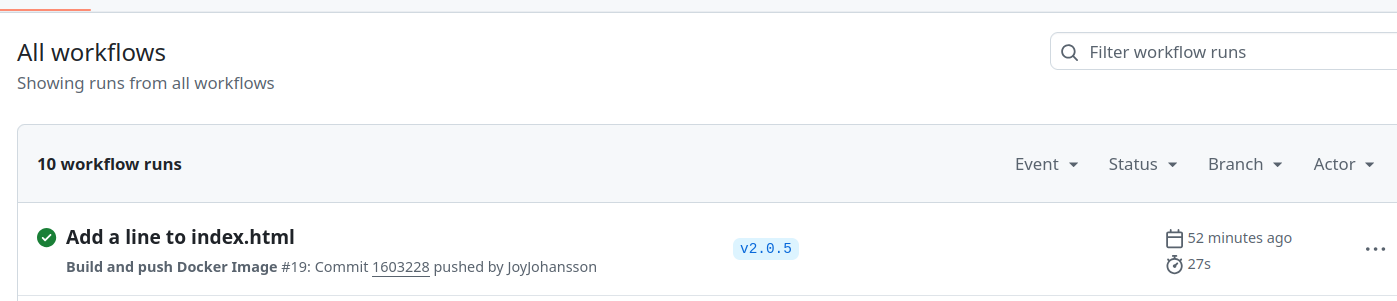 All workflows
Filter workflow runs
Showing runs from all workflows
10 workflow runs
Event
Status
Branch
Actor
Add a line to index.html
v2.0.5
52 minutes ago
Build and push Docker Image #19: Commit 1603228 pushed by JoyJohansson
27s